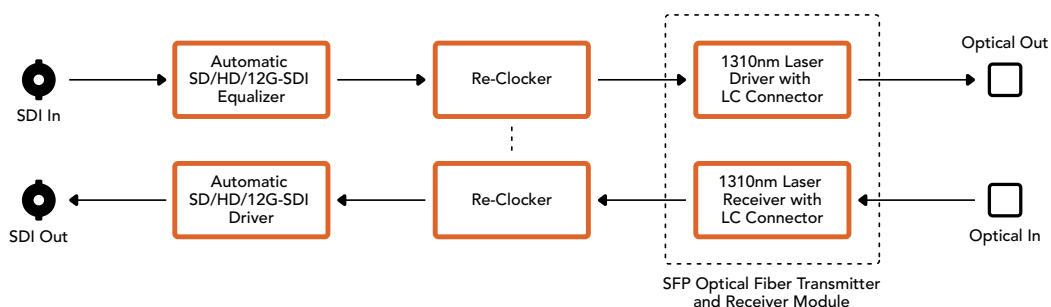 SDI In
Automatic
SD/HD/12G-SDI
Equalizer
Re-Clocker
1310nm Laser
Driver with
LC Connector
Optical Out
SDI Out
Automatic
SD/HD/12G-SDI
Driver
Re-Clocker
1310nm Laser
Receiver with
LC Connector
Optical In
SFP Optical Fiber Transmitter
and Receiver Module